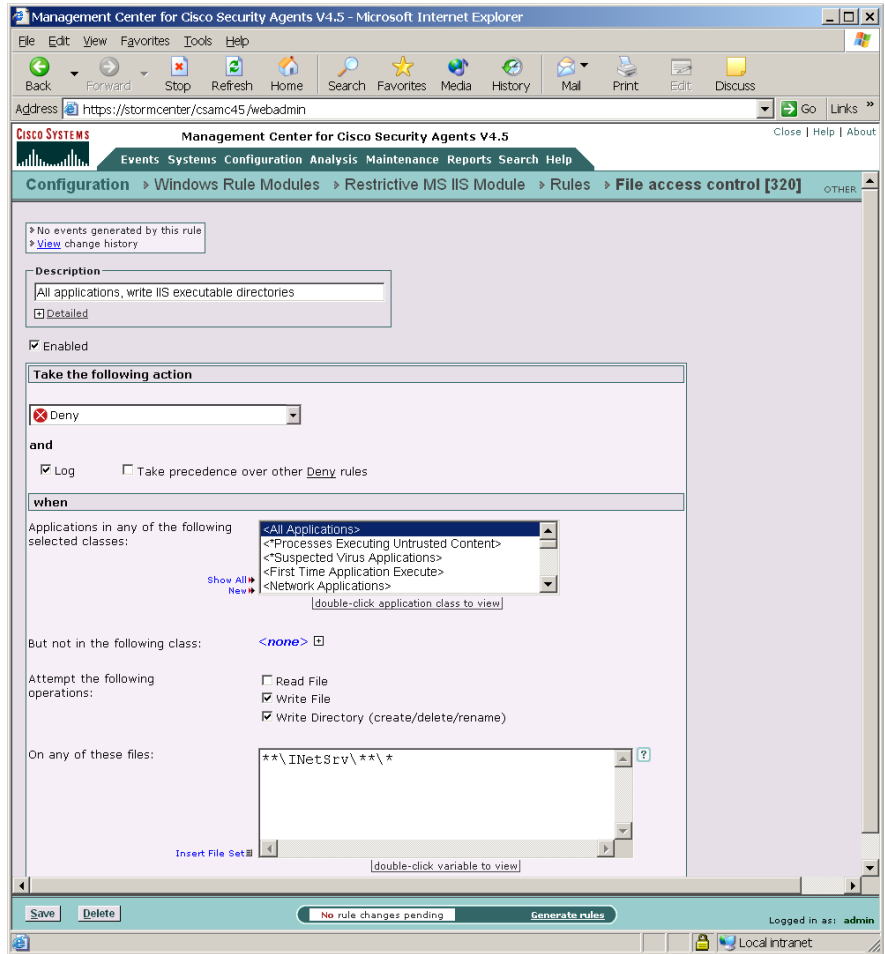 Management Center for Cisco Security Agents V4.5 - Microsoft Internet Explorer
File Edit View Favorites Tools Help
Back Forward Stop Refresh Home Search Favorites Media History Mail Print Edit Discuss
Address https://stormcenter/csamc45/webadmin Go Links »
CISCO SYSTEMS Management Center for Cisco Security Agents V4.5 Close | Help | About
Events Systems Configuration Analysis Maintenance Reports Search Help
Configuration > Windows Rule Modules > Restrictive MS IIS Module > Rules > File access control [320] OTHER
No events generated by this rule
View change history
Description
All applications, write IIS executable directories
Detailed
Enabled
Take the following action
Deny
and
Log Take precedence over other Deny rules
when
Applications in any of the following
selected classes:
<All Applications>
<*Processes Executing Untrusted Content>
<*Suspected Virus Applications>
<First Time Application Execute>
<Network Applications>
Show All
New
double-click application class to view
But not in the following class: <none>
Attempt the following
operations:
Read File
Write File
Write Directory (create/delete/rename)
On any of these files: **\INetSrv\**\* ?
Insert File Set
double-click variable to view
Save Delete No rule changes pending Generate rules Logged in as: admin
Local intranet